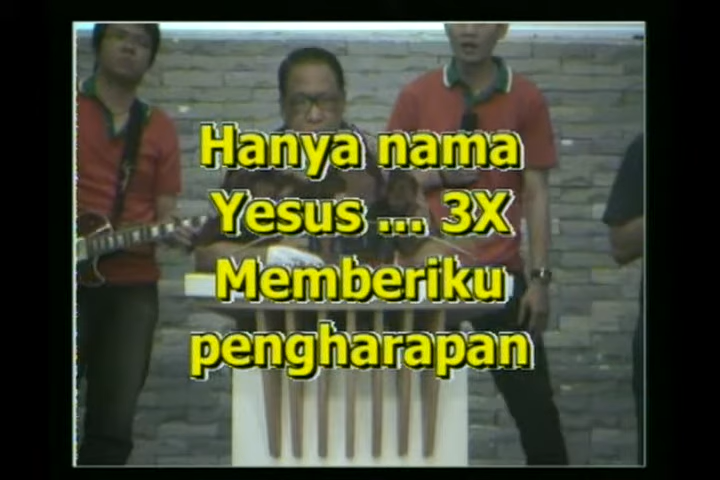 Hanya nama
Yesus ... 3X
Memberiku
pengharapan